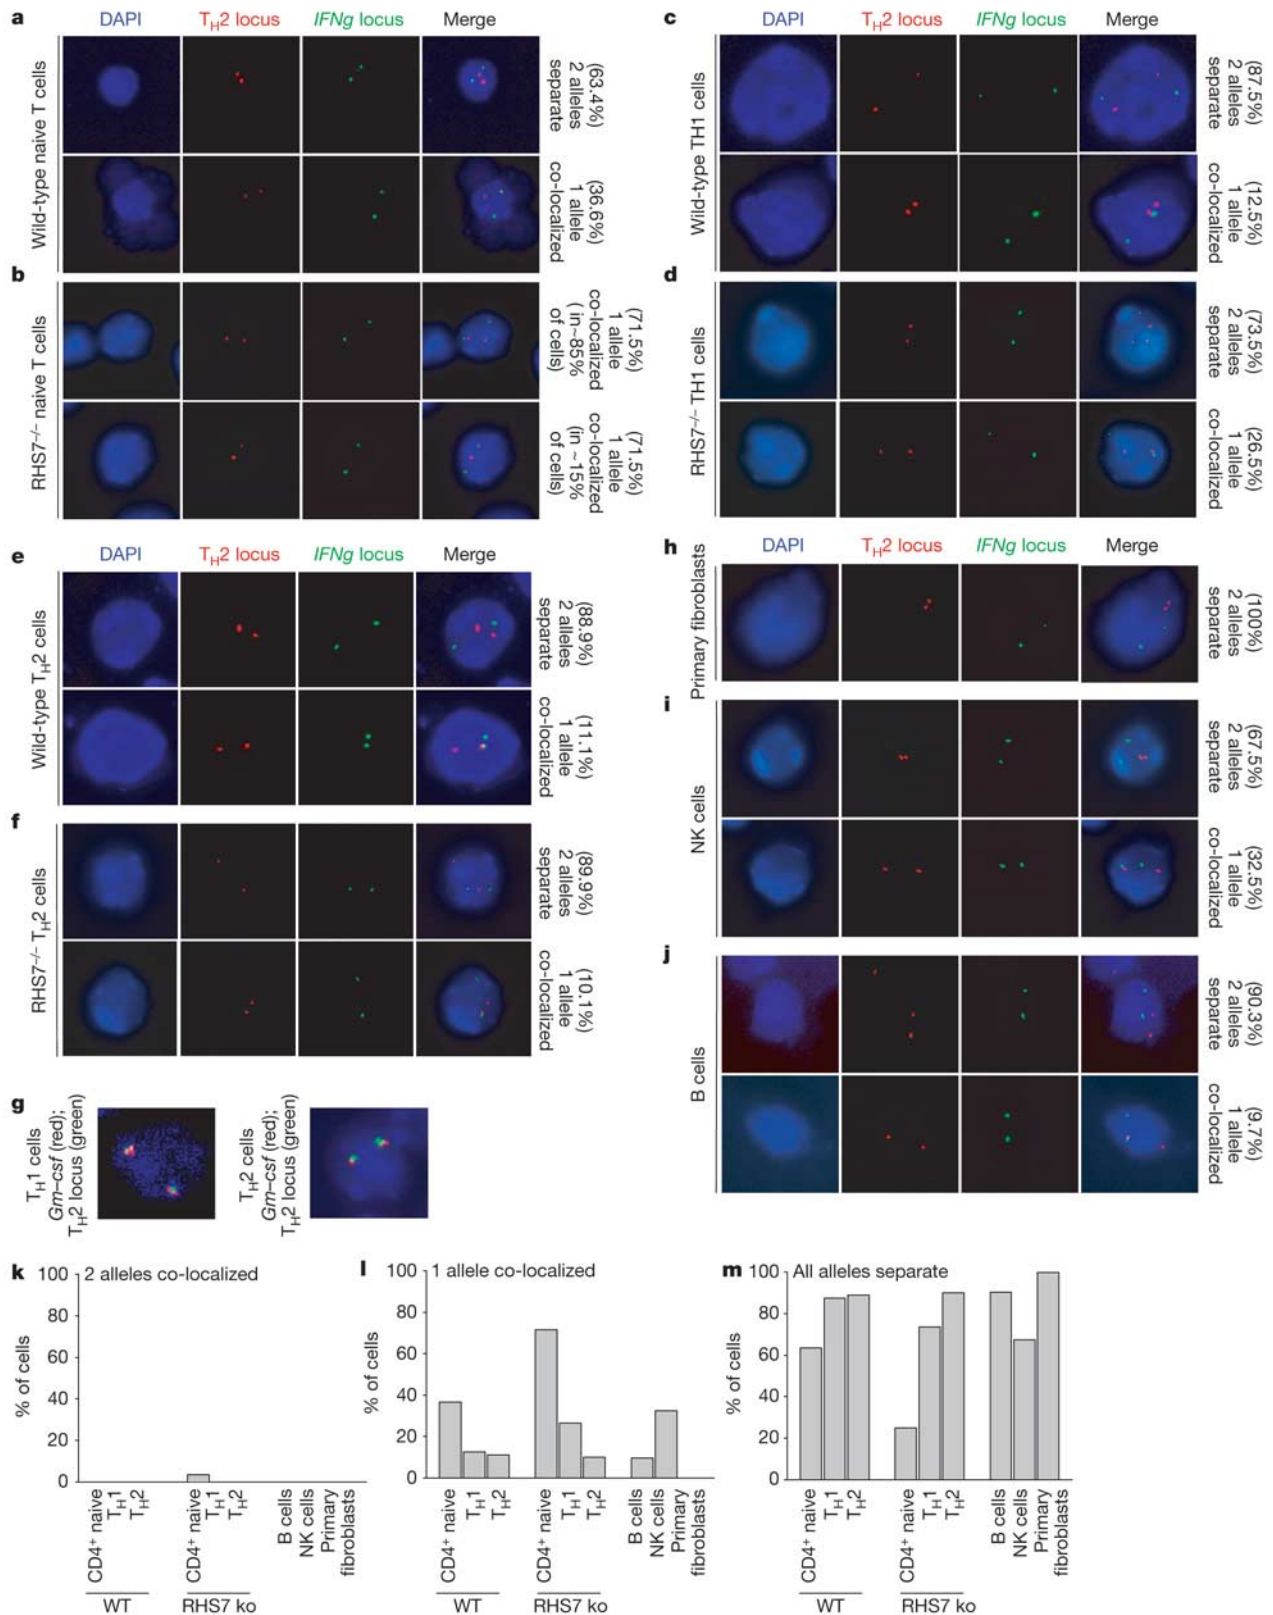 a
DAPI
TH2 locus
IFNg locus
Merge
Wild-type naive T cells
(63.4%)
2 alleles
separate
(36.6%)
1 allele
co-localized
b
RHS7–/– naive T cells
(71.5%)
1 allele
co-localized
(in~85%
of cells)
(71.5%)
1 allele
co-localized
(in ~15%
of cells)
c
DAPI
TH2 locus
IFNg locus
Merge
Wild-type TH1 cells
(87.5%)
2 alleles
separate
(12.5%)
1 allele
co-localized
d
RHS7–/– TH1 cells
(73.5%)
2 alleles
separate
(26.5%)
1 allele
co-localized
e
DAPI
TH2 locus
IFNg locus
Merge
Wild-type TH2 cells
(88.9%)
2 alleles
separate
(11.1%)
1 allele
co-localized
f
RHS7–/– TH2 cells
(89.9%)
2 alleles
separate
(10.1%)
1 allele
co-localized
g
TH1 cells
Gm–csf (red);
TH2 locus (green)
TH2 cells
Gm–csf (red);
TH2 locus (green)
h
DAPI
TH2 locus
IFNg locus
Merge
Primary fibroblasts
(100%)
2 alleles
separate
i
NK cells
(67.5%)
2 alleles
separate
(32.5%)
1 allele
co-localized
j
B cells
(90.3%)
2 alleles
separate
(9.7%)
1 allele
co-localized
k
2 alleles co-localized
% of cells
100
80
60
40
20
0
CD4+ naive
TH1
TH2
CD4+ naive
TH1
TH2
B cells
NK cells
Primary
fibroblasts
WT
RHS7 ko
l
1 allele co-localized
% of cells
100
80
60
40
20
0
CD4+ naive
TH1
TH2
CD4+ naive
TH1
TH2
B cells
NK cells
Primary
fibroblasts
WT
RHS7 ko
m
All alleles separate
% of cells
100
80
60
40
20
0
CD4+ naive
TH1
TH2
CD4+ naive
TH1
TH2
B cells
NK cells
Primary
fibroblasts
WT
RHS7 ko